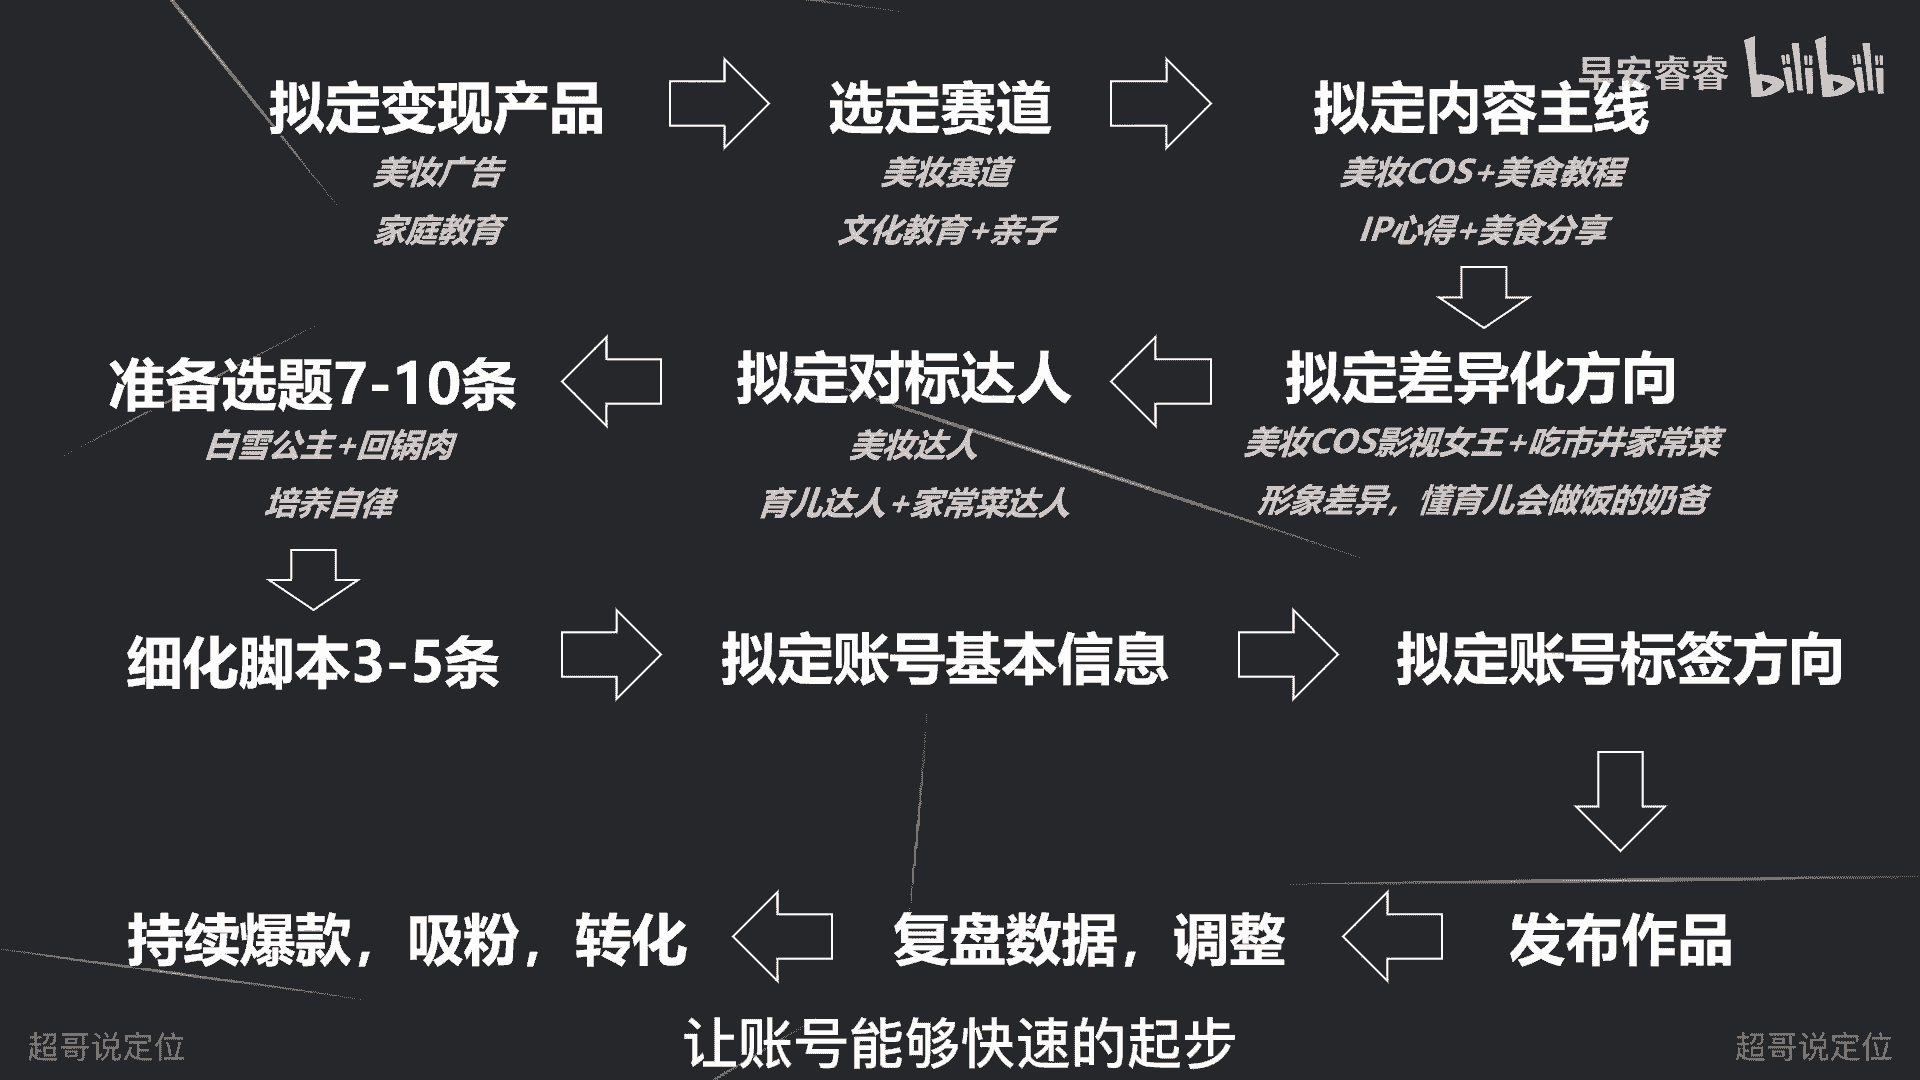 早安睿睿 bilibili
拟定变现产品
美妆广告
家庭教育
选定赛道
美妆赛道
文化教育+亲子
拟定内容主线
美妆COS+美食教程
IP心得+美食分享
拟定差异化方向
美妆COS影视女王+吃市井家常菜
形象差异，懂育儿会做饭的奶爸
拟定对标达人
美妆达人
育儿达人+家常菜达人
准备选题7-10条
白雪公主+回锅肉
培养自律
细化脚本3-5条
拟定账号基本信息
拟定账号标签方向
发布作品
复盘数据，调整
持续爆款，吸粉，转化
让账号能够快速的起步
超哥说定位
超哥说定位